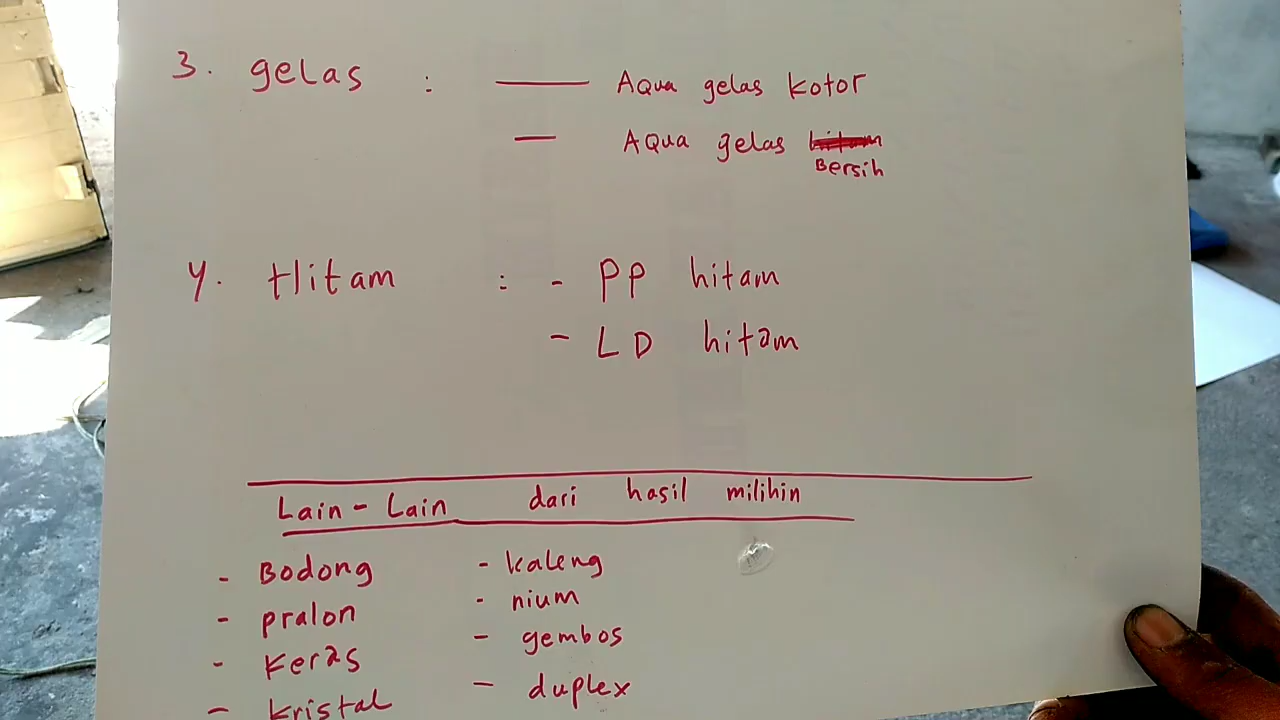 3. gelas : — Aqua gelas kotor
— Aqua gelas Bersih
4. Hitam : - PP hitam
- LD hitam
Lain - Lain dari hasil milihin
- Bodong - kaleng
- pralon - nium
- Keras - gembos
- kristal - duplex